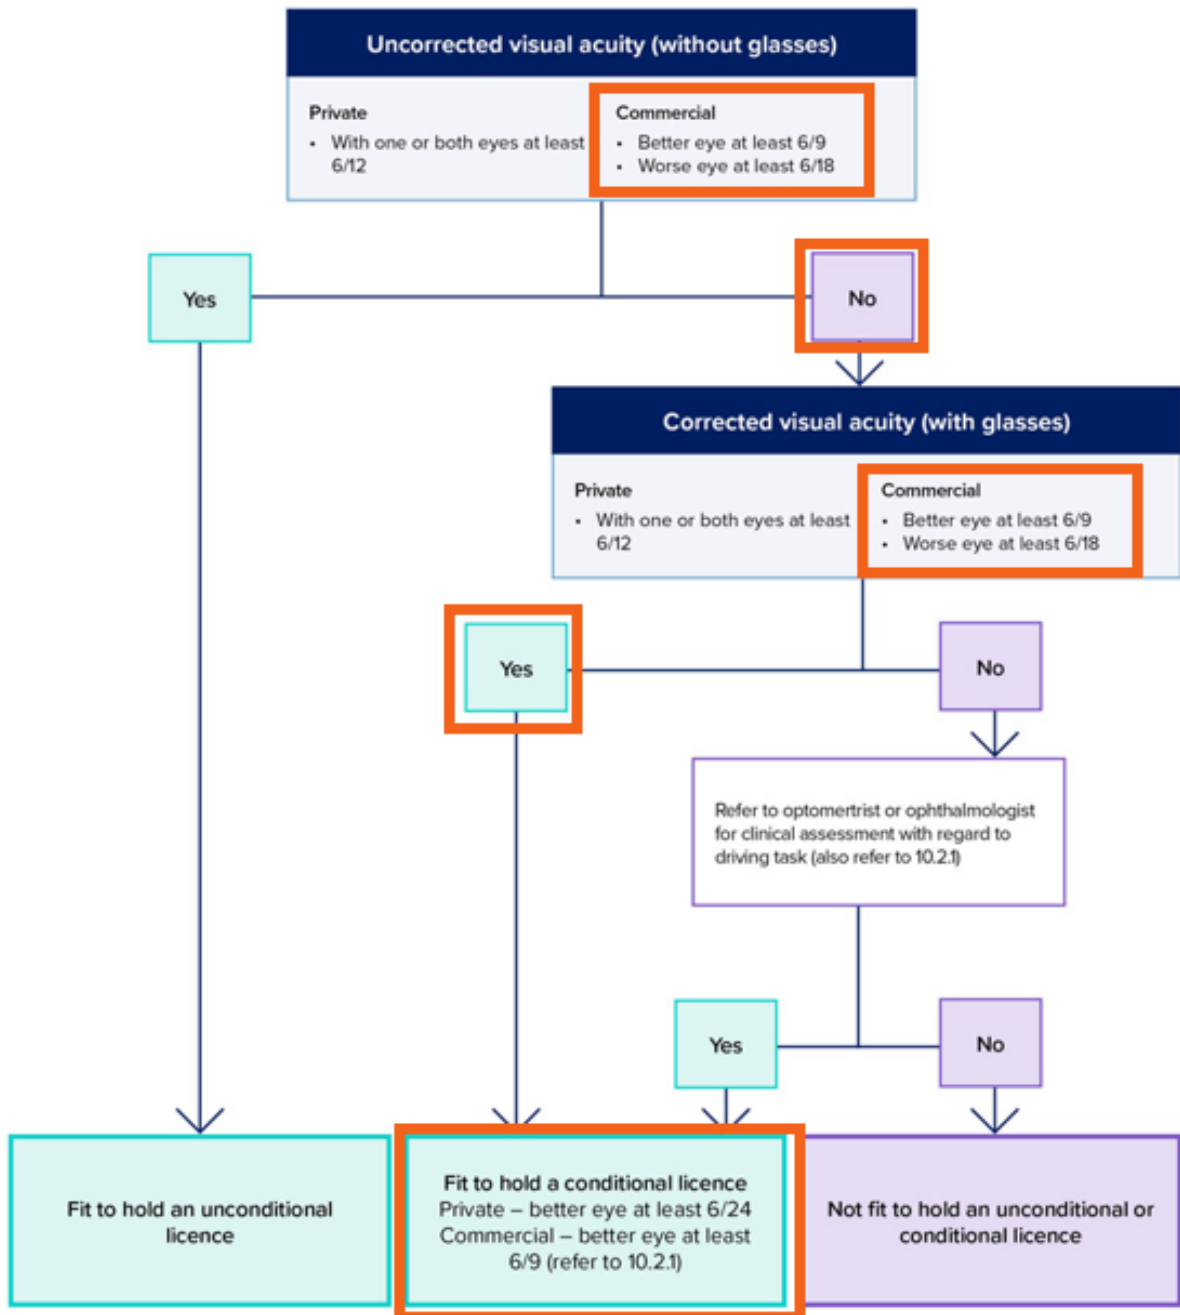 Uncorrected visual acuity (without glasses)
Private
• With one or both eyes at least
6/12
Commercial
• Better eye at least 6/9
• Worse eye at least 6/18
Yes
No
Corrected visual acuity (with glasses)
Private
• With one or both eyes at least
6/12
Commercial
• Better eye at least 6/9
• Worse eye at least 6/18
Yes
No
Refer to optomertrist or ophthalmologist
for clinical assessment with regard to
driving task (also refer to 10.2.1)
Yes
No
Fit to hold an unconditional
licence
Fit to hold a conditional licence
Private – better eye at least 6/24
Commercial – better eye at least
6/9 (refer to 10.2.1)
Not fit to hold an unconditional or
conditional licence